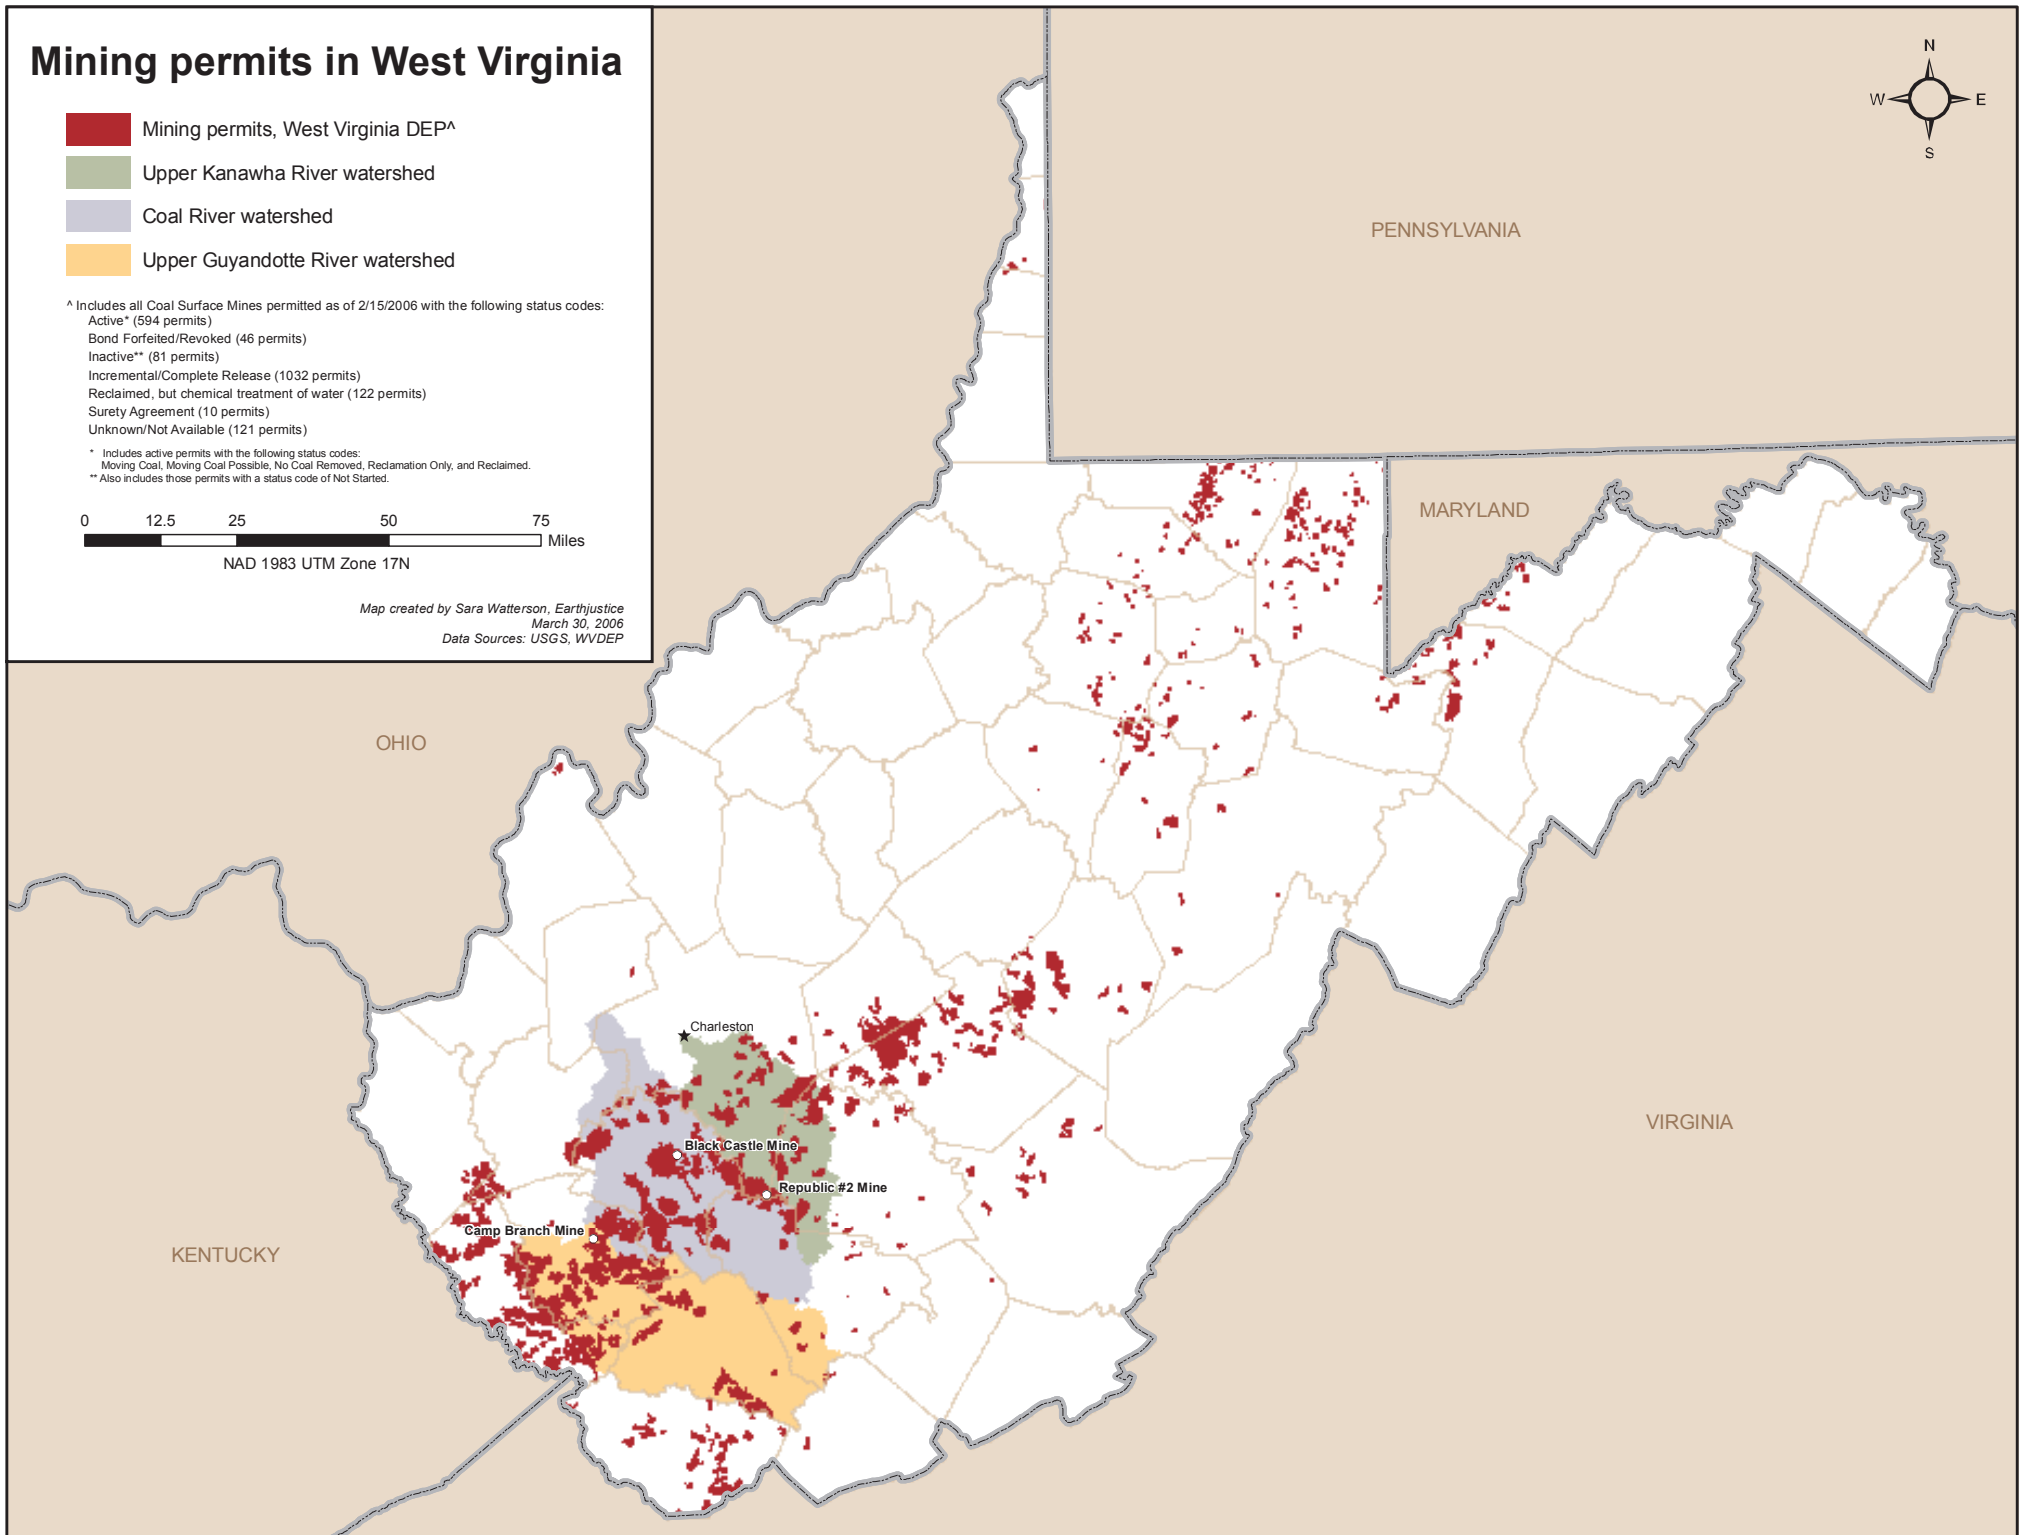 Mining permits in West Virginia
Mining permits, West Virginia DEP^
Upper Kanawha River watershed
Coal River watershed
Upper Guyandotte River watershed
^ Includes all Coal Surface Mines permitted as of 2/15/2006 with the following status codes:
Active* (594 permits)
Bond Forfeited/Revoked (46 permits)
Inactive** (81 permits)
Incremental/Complete Release (1032 permits)
Reclaimed, but chemical treatment of water (122 permits)
Surety Agreement (10 permits)
Unknown/Not Available (121 permits)
* Includes active permits with the following status codes:
Moving Coal, Moving Coal Possible, No Coal Removed, Reclamation Only, and Reclaimed.
** Also includes those permits with a status code of Not Started.
0 12.5 25 50 75
Miles
NAD 1983 UTM Zone 17N
Map created by Sara Watterson, Earthjustice
March 30, 2006
Data Sources: USGS, WVDEP
N
W E
S
PENNSYLVANIA
MARYLAND
OHIO
Charleston
VIRGINIA
Black Castle Mine
Republic #2 Mine
Camp Branch Mine
KENTUCKY